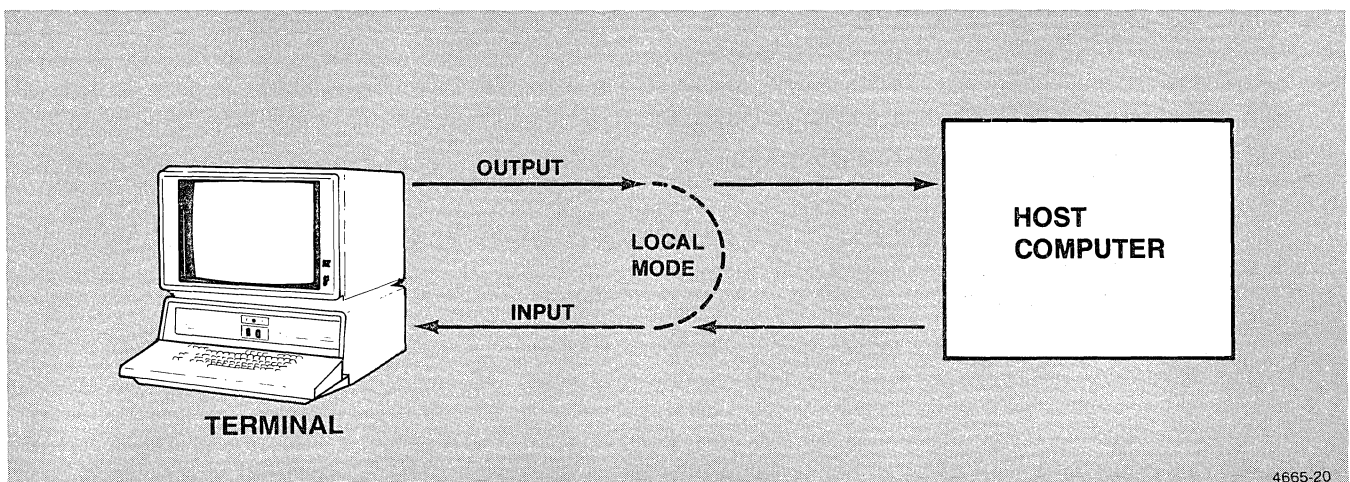 OUTPUT
LOCAL
MODE
INPUT
HOST
COMPUTER
TERMINAL
4665-20